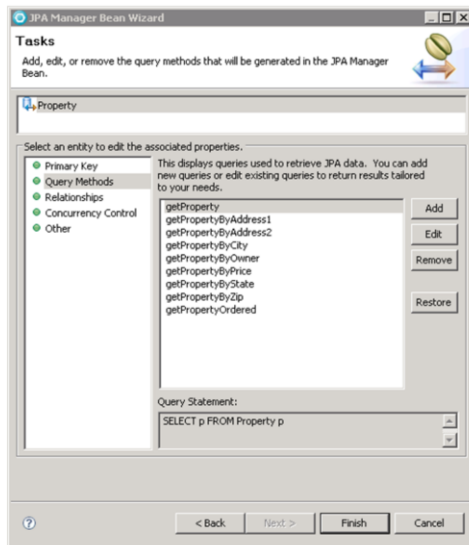 JPA Manager Bean Wizard
Tasks
Add, edit, or remove the query methods that will be generated in the JPA Manager
Bean.
Property
Select an entity to edit the associated properties.
Primary Key
Query Methods
Relationships
Concurrency Control
Other
This displays queries used to retrieve JPA data. You can add
new queries or edit existing queries to return results tailored
to your needs.
getProperty
getPropertyByAddress1
getPropertyByAddress2
getPropertyByCity
getPropertyByOwner
getPropertyByPrice
getPropertyByState
getPropertyByZip
getPropertyOrdered
Add
Edit
Remove
Restore
Query Statement:
SELECT p FROM Property p
?
< Back
Next >
Finish
Cancel